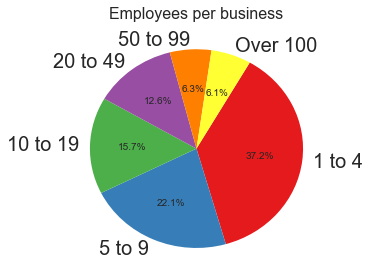 Employees per business
50 to 99
Over 100
20 to 49
6.3%
6.1%
12.6%
10 to 19
15.7%
37.2%
1 to 4
22.1%
5 to 9